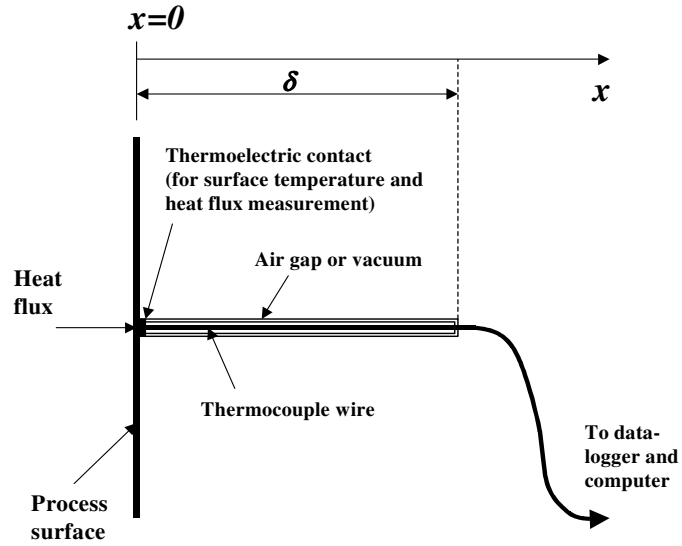 x=0
δ
x
Thermoelectric contact
(for surface temperature and
heat flux measurement)
Air gap or vacuum
Heat
flux
Thermocouple wire
To data-
logger and
computer
Process
surface